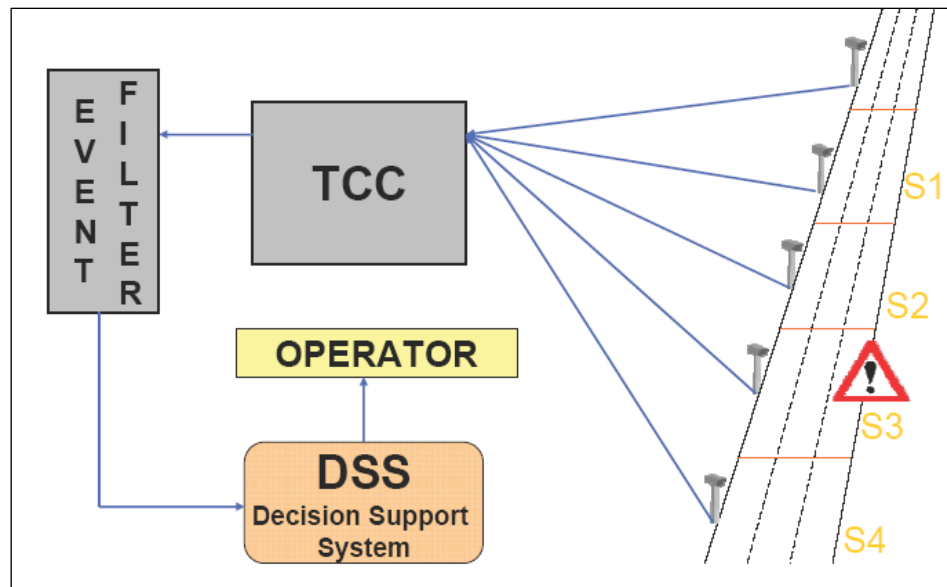 EVENT
FILTER
TCC
OPERATOR
DSS
Decision Support
System
S1
S2
!
S3
S4